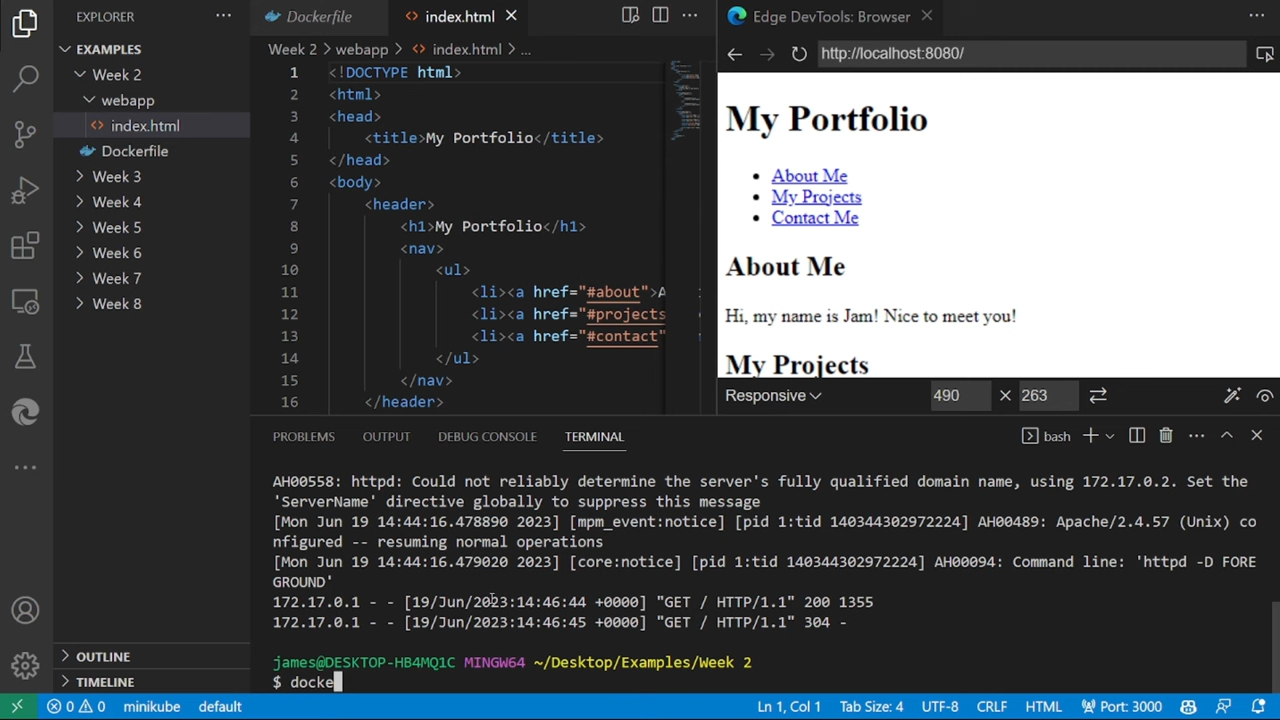 EXPLORER
EXAMPLES
Week 2
webapp
index.html
Dockerfile
Week 3
Week 4
Week 5
Week 6
Week 7
Week 8
OUTLINE
TIMELINE
Dockerfile
index.html
Week 2 > webapp > index.html > ...
1 <!DOCTYPE html>
2 <html>
3 <head>
4 <title>My Portfolio</title>
5 </head>
6 <body>
7 <header>
8 <h1>My Portfolio</h1>
9 <nav>
10 <ul>
11 <li><a href="#about">A
12 <li><a href="#projects
13 <li><a href="#contact"
14 </ul>
15 </nav>
16 </header>
Edge DevTools: Browser
http://localhost:8080/
My Portfolio
• About Me
• My Projects
• Contact Me
About Me
Hi, my name is Jam! Nice to meet you!
My Projects
Responsive 490 × 263
PROBLEMS OUTPUT DEBUG CONSOLE TERMINAL
bash
AH00558: httpd: Could not reliably determine the server's fully qualified domain name, using 172.17.0.2. Set the
'ServerName' directive globally to suppress this message
[Mon Jun 19 14:44:16.478890 2023] [mpm_event:notice] [pid 1:tid 140344302972224] AH00489: Apache/2.4.57 (Unix) co
nfigured -- resuming normal operations
[Mon Jun 19 14:44:16.479020 2023] [core:notice] [pid 1:tid 140344302972224] AH00094: Command line: 'httpd -D FORE
GROUND'
172.17.0.1 - - [19/Jun/2023:14:46:44 +0000] "GET / HTTP/1.1" 200 1355
172.17.0.1 - - [19/Jun/2023:14:46:45 +0000] "GET / HTTP/1.1" 304 -
james@DESKTOP-HB4MQ1C MINGW64 ~/Desktop/Examples/Week 2
$ docke
0 0 minikube default Ln 1, Col 1 Tab Size: 4 UTF-8 CRLF HTML Port: 3000